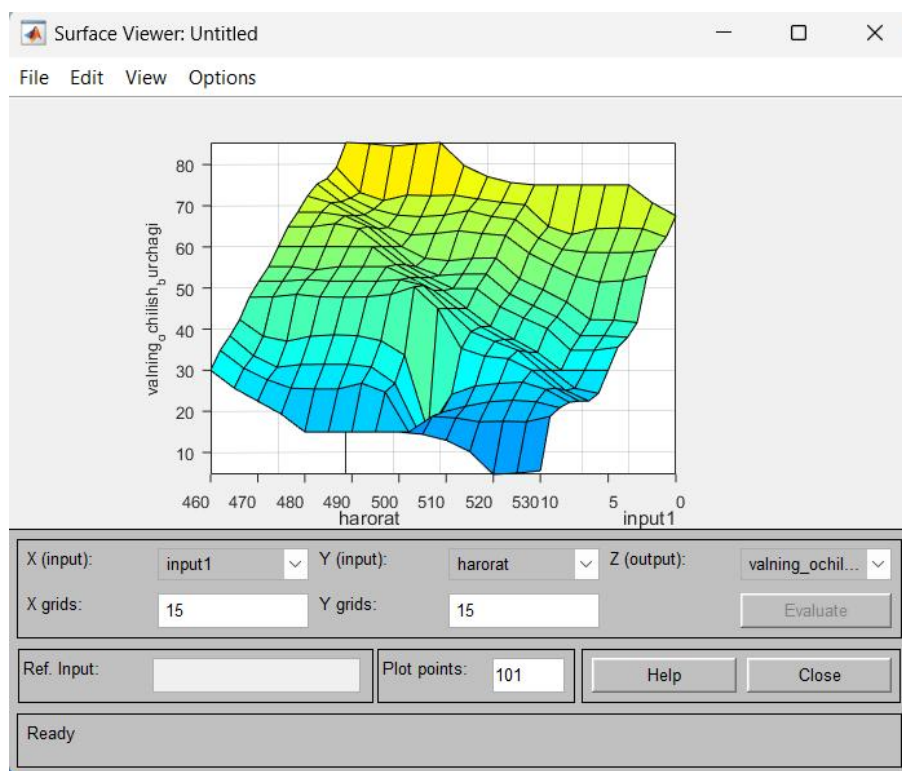 Surface Viewer: Untitled
File Edit View Options
80
70
60
50
40
30
20
10
valning_ochilish_burchagi
460 470 480 490 500 510 520 530 10 5 0
harorat input1
X (input): input1 Y (input): harorat Z (output): valning_ochil...
X grids: 15 Y grids: 15 Evaluate
Ref. Input: Plot points: 101 Help Close
Ready